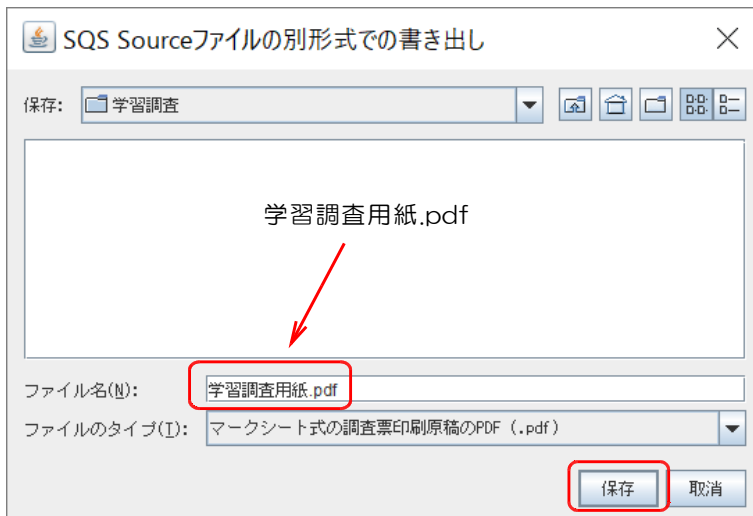 SQS Sourceファイルの別形式での書き出し
保存: 学習調査
学習調査用紙.pdf
ファイル名(N): 学習調査用紙.pdf
ファイルのタイプ(T): マークシート式の調査票印刷原稿のPDF (.pdf)
保存 取消